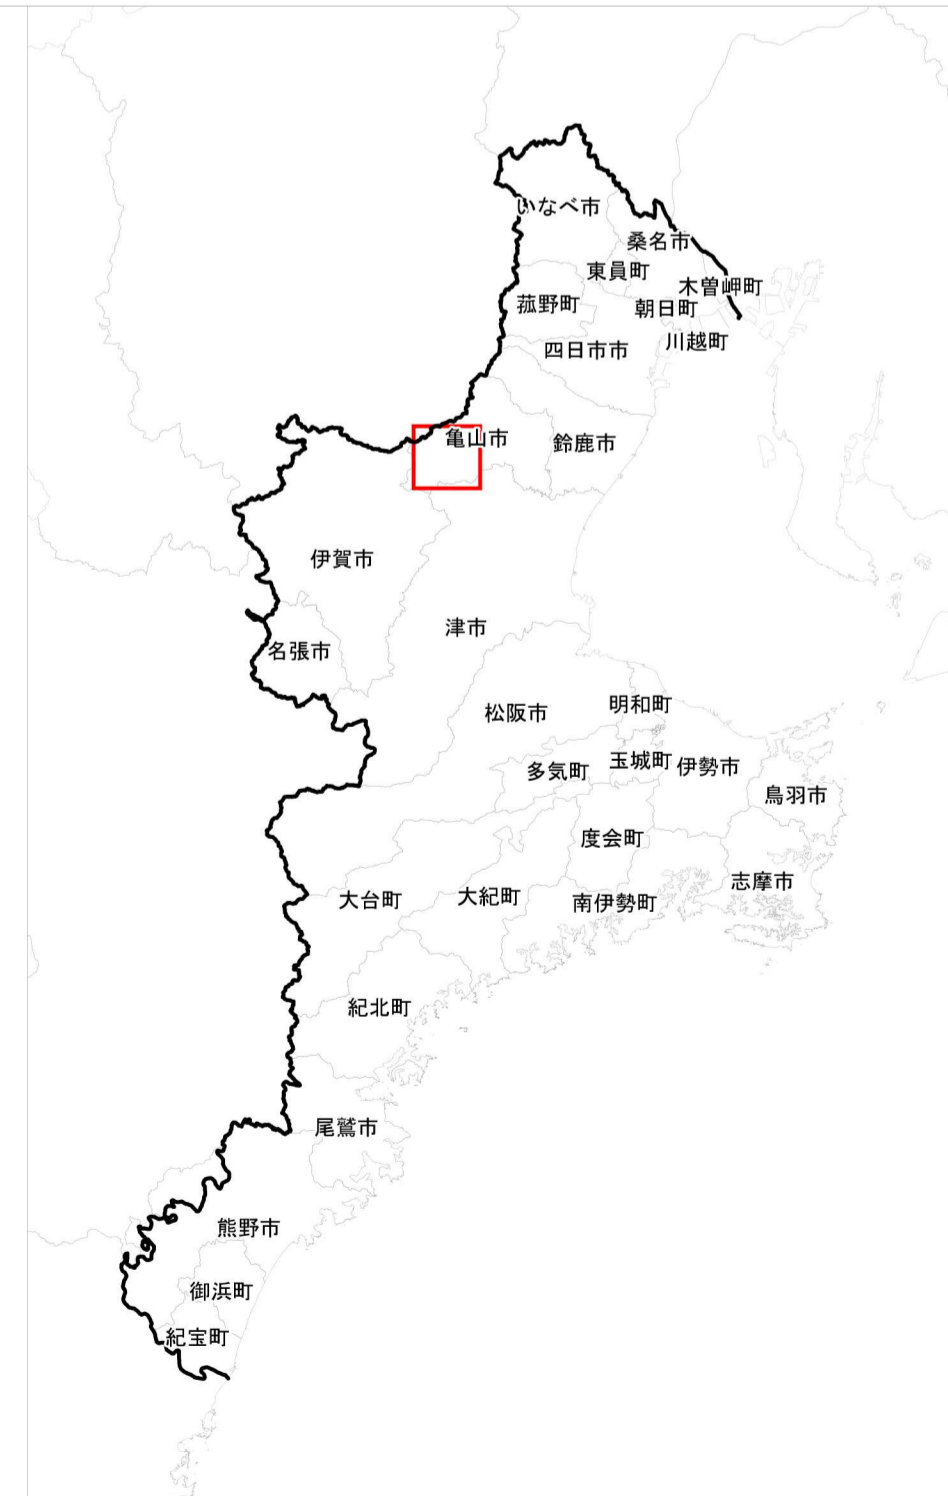 いなべ市
桑名市
東員町
木曽岬町
菰野町
朝日町
川越町
四日市市
亀山市
鈴鹿市
伊賀市
津市
名張市
松阪市
明和町
多気町
玉城町
伊勢市
鳥羽市
度会町
志摩市
大台町
大紀町
南伊勢町
紀北町
尾鷲市
熊野市
御浜町
紀宝町